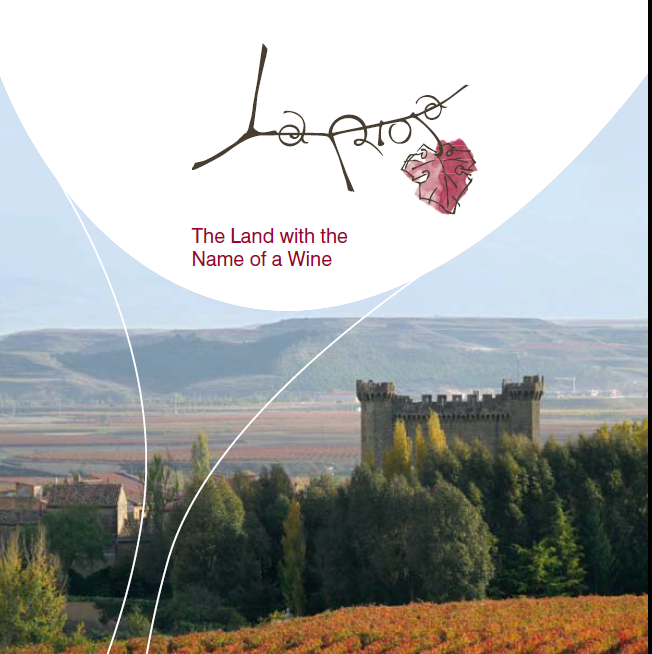 La Rioja
The Land with the
Name of a Wine